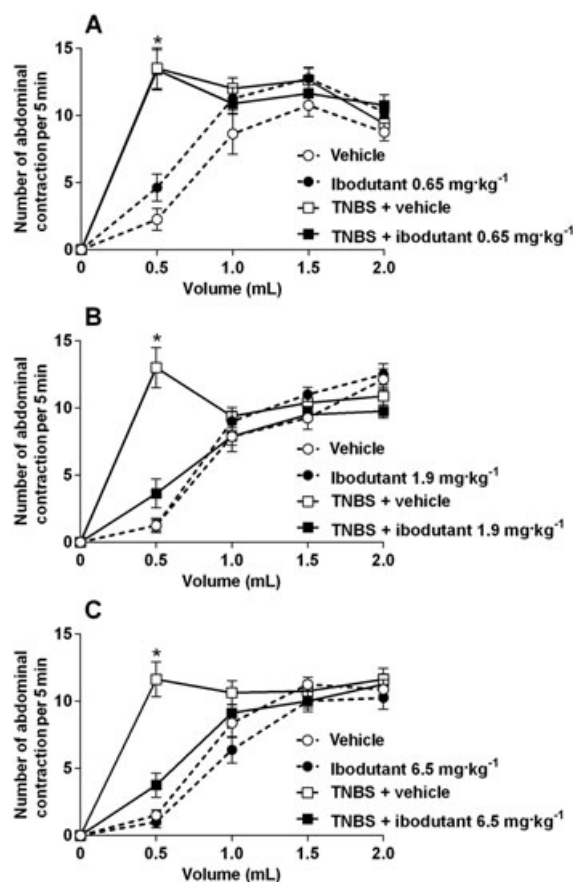 A
*
Number of abdominal
contraction per 5 min
15
10
5
0
Vehicle
Ibodutant 0.65 mg·kg⁻¹
TNBS + vehicle
TNBS + ibodutant 0.65 mg·kg⁻¹
0 0.5 1.0 1.5 2.0
Volume (mL)
B
*
Number of abdominal
contraction per 5 min
15
10
5
0
Vehicle
Ibodutant 1.9 mg·kg⁻¹
TNBS + vehicle
TNBS + ibodutant 1.9 mg·kg⁻¹
0 0.5 1.0 1.5 2.0
Volume (mL)
C
*
Number of abdominal
contraction per 5 min
15
10
5
0
Vehicle
Ibodutant 6.5 mg·kg⁻¹
TNBS + vehicle
TNBS + ibodutant 6.5 mg·kg⁻¹
0 0.5 1.0 1.5 2.0
Volume (mL)